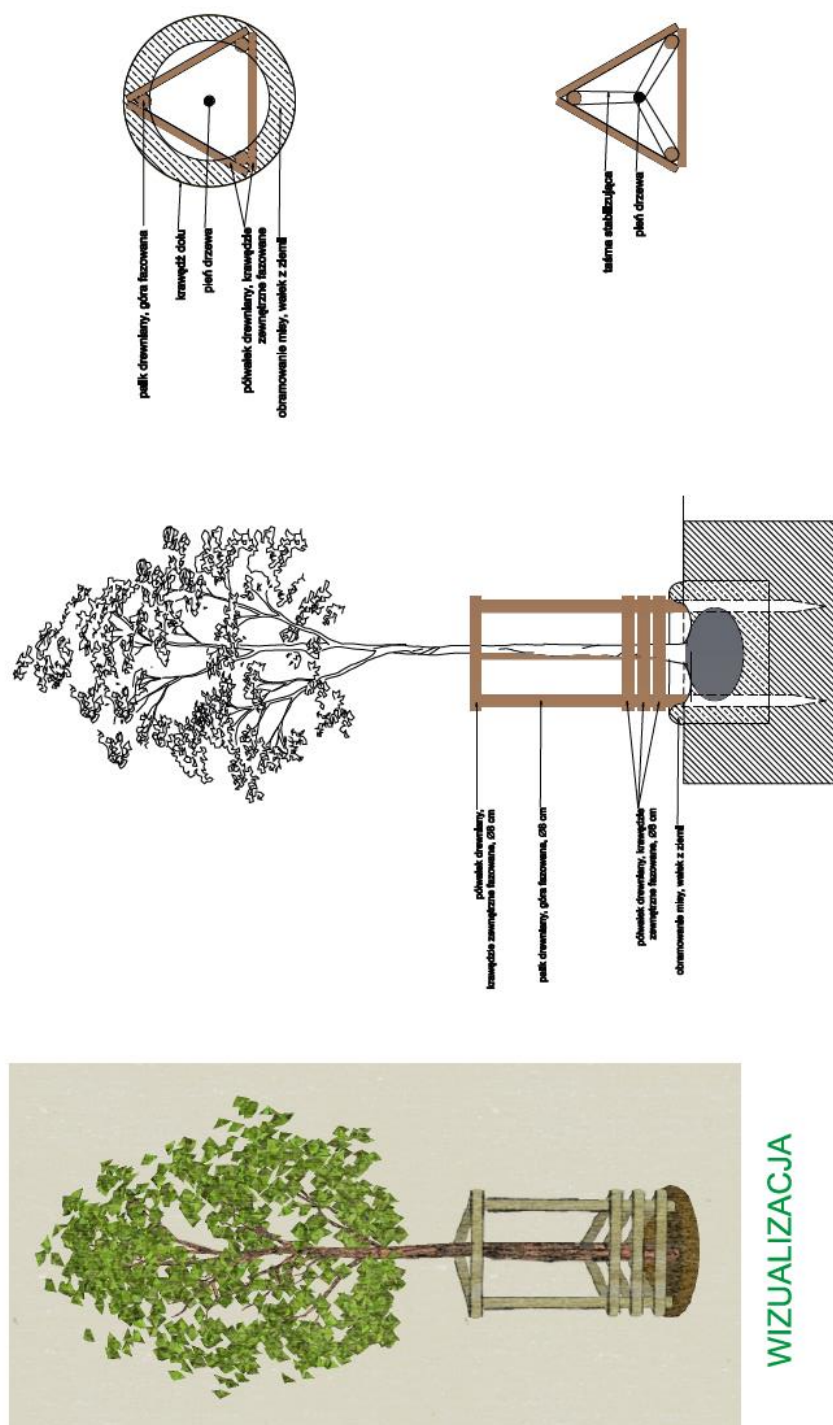 palik drewniany, góra fazowana
krawędź dołu
pień drzewa
półwałek drewniany, krawędzie
zewnętrzne fazowane
obramowanie misy, wałek z ziemi
taśma stabilizująca
pień drzewa
półwałek drewniany,
krawędzie zewnętrzne fazowane, Ø8 cm
palik drewniany, góra fazowana, Ø8 cm
półwałek drewniany, krawędzie
zewnętrzne fazowane, Ø8 cm
obramowanie misy, wałek z ziemi
WIZUALIZACJA